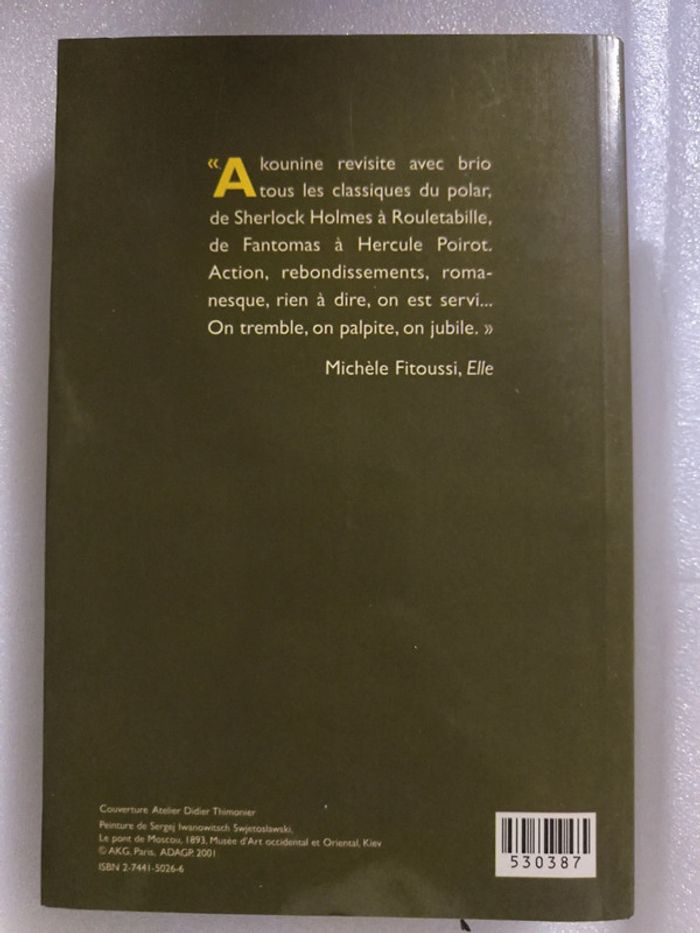 « Akounine revisite avec brio
tous les classiques du polar,
de Sherlock Holmes à Rouletabille,
de Fantomas à Hercule Poirot.
Action, rebondissements, roma-
nesque, rien à dire, on est servi...
On tremble, on palpite, on jubile. »
Michèle Fitoussi, Elle
Couverture Atelier Didier Thimonier
Peinture de Sergej Iwanowitsch Swjetoslawski,
Le pont de Moscou, 1893, Musée d'Art occidental et Oriental, Kiev
© AKG, Paris, ADAGP, 2001
ISBN 2-7441-5026-6
530387